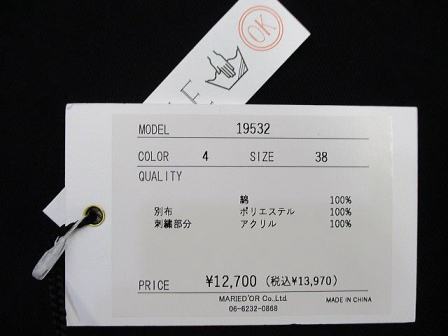 OK
E
MODEL 19532
COLOR 4 SIZE 38
QUALITY
綿 100%
別布 ポリエステル 100%
刺繍部分 アクリル 100%
PRICE ¥12,700 (税込¥13,970)
MARIED'OR Co.,Ltd
06-6232-0868
MADE IN CHINA